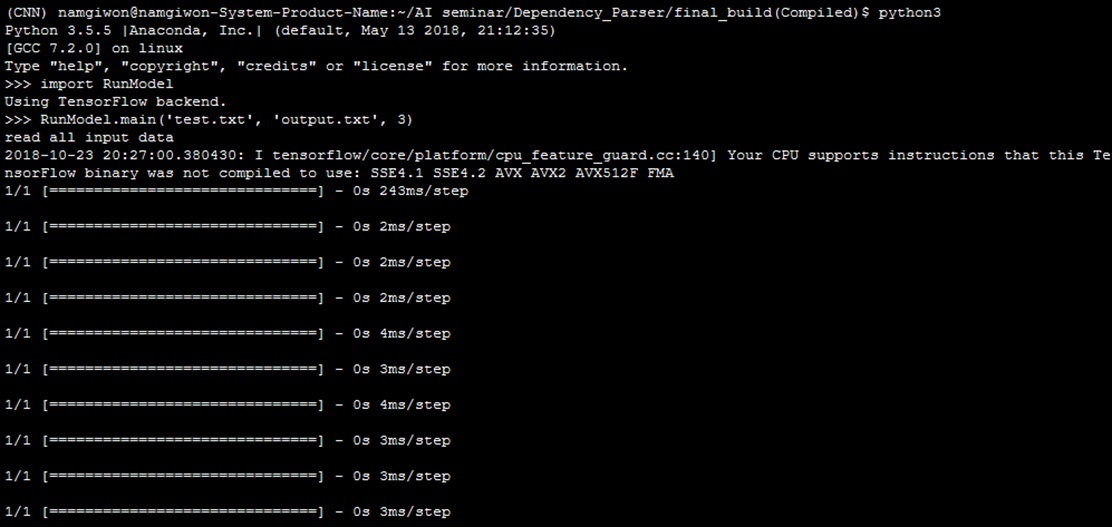 (CNN) namgiwon@namgiwon-System-Product-Name:~/AI seminar/Dependency_Parser/final_build(Compiled)$ python3
Python 3.5.5 |Anaconda, Inc.| (default, May 13 2018, 21:12:35)
[GCC 7.2.0] on linux
Type "help", "copyright", "credits" or "license" for more information.
>>> import RunModel
Using TensorFlow backend.
>>> RunModel.main('test.txt', 'output.txt', 3)
read all input data
2018-10-23 20:27:00.380430: I tensorflow/core/platform/cpu_feature_guard.cc:140] Your CPU supports instructions that this Te
nsorFlow binary was not compiled to use: SSE4.1 SSE4.2 AVX AVX2 AVX512F FMA
1/1 [==============================] - 0s 243ms/step
1/1 [==============================] - 0s 2ms/step
1/1 [==============================] - 0s 2ms/step
1/1 [==============================] - 0s 2ms/step
1/1 [==============================] - 0s 4ms/step
1/1 [==============================] - 0s 3ms/step
1/1 [==============================] - 0s 4ms/step
1/1 [==============================] - 0s 3ms/step
1/1 [==============================] - 0s 3ms/step
1/1 [==============================] - 0s 3ms/step